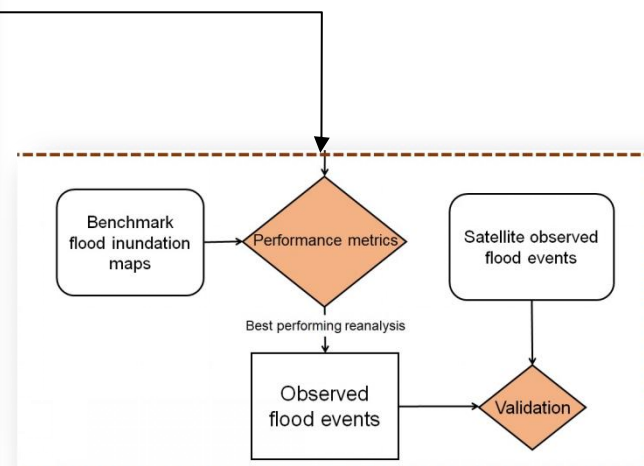 Benchmark
flood inundation
maps
Performance metrics
Satellite observed
flood events
Best performing reanalysis
Observed
flood events
Validation